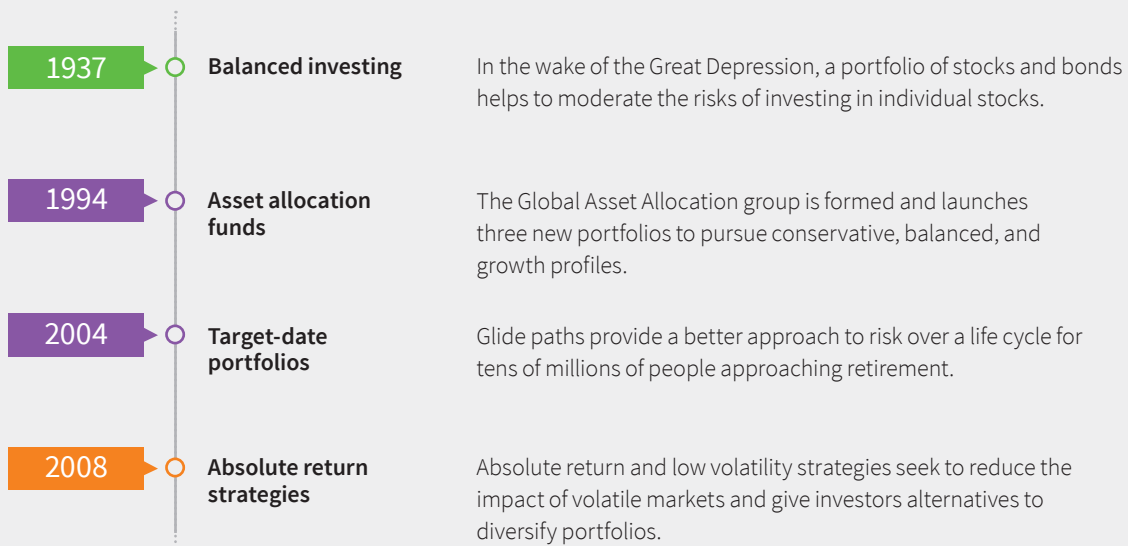 1937
Balanced investing
In the wake of the Great Depression, a portfolio of stocks and bonds
helps to moderate the risks of investing in individual stocks.
1994
Asset allocation
funds
The Global Asset Allocation group is formed and launches
three new portfolios to pursue conservative, balanced, and
growth profiles.
2004
Target-date
portfolios
Glide paths provide a better approach to risk over a life cycle for
tens of millions of people approaching retirement.
2008
Absolute return
strategies
Absolute return and low volatility strategies seek to reduce the
impact of volatile markets and give investors alternatives to
diversify portfolios.